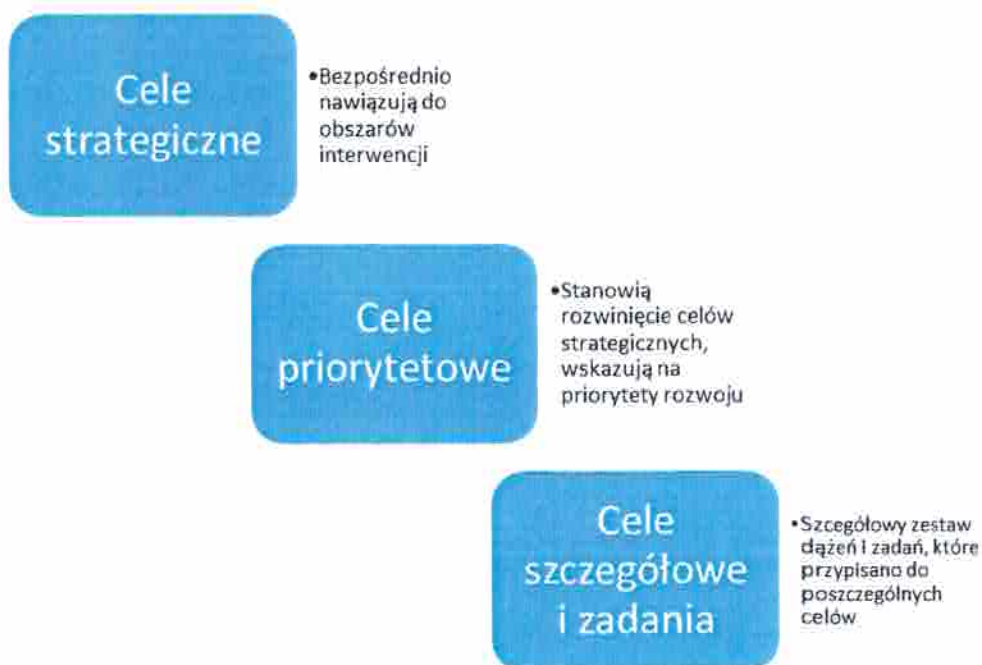 Cele
strategiczne
•Bezpośrednio
nawiązują do
obszarów
interwencji
Cele
priorytetowe
•Stanowią
rozwinięcie celów
strategicznych,
wskazują na
priorytety rozwoju
Cele
szczegółowe
i zadania
•Szcegółowy zestaw
dążeń i zadań, które
przypisano do
poszczególnych
celów